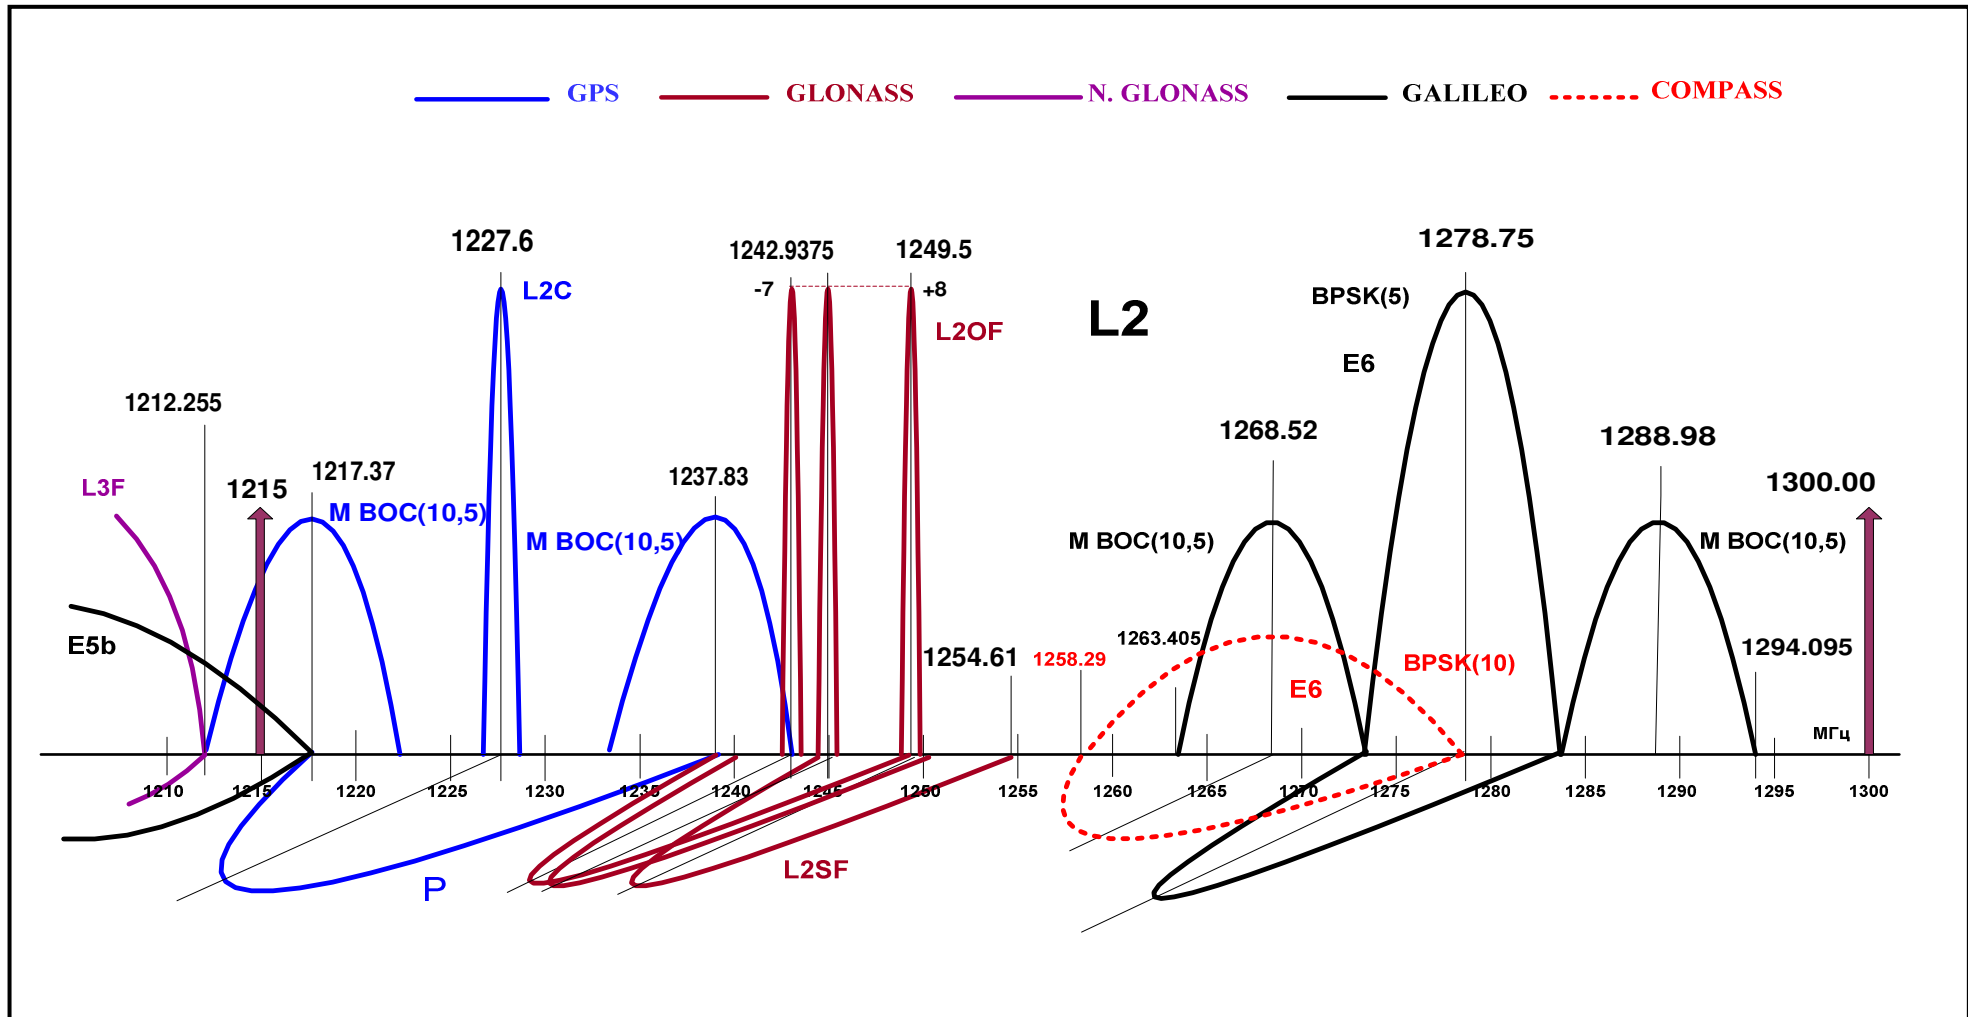 GPS GLONASS N. GLONASS GALILEO COMPASS
1227.6 1242.9375 1249.5 1278.75
L2C -7 +8 BPSK(5)
L2OF L2 E6
1212.255 1268.52 1288.98
L3F 1215 1217.37 1237.83 1300.00
M BOC(10,5) M BOC(10,5) M BOC(10,5) M BOC(10,5)
E5b 1254.61 1258.29 1263.405 BPSK(10) 1294.095
E6
МГц
1210 1215 1220 1225 1230 1235 1240 1245 1250 1255 1260 1265 1270 1275 1280 1285 1290 1295 1300
P L2SF